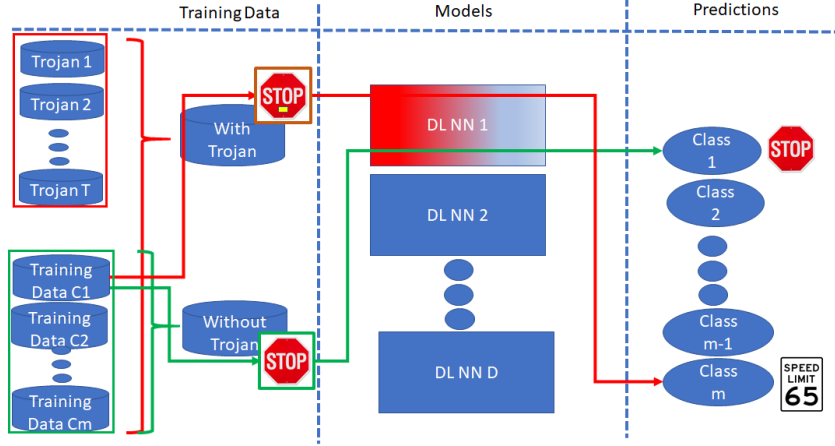 Training Data
Models
Predictions
Trojan 1
Trojan 2
Trojan T
With
Trojan
STOP
Training
Data C1
Training
Data C2
Training
Data Cm
Without
Trojan
STOP
DL NN 1
DL NN 2
DL NN D
Class
1
STOP
Class
2
Class
m-1
Class
m
SPEED
LIMIT
65